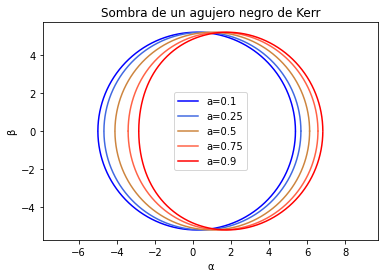 Sombra de un agujero negro de Kerr
4
2
0
−2
−4
β
a=0.1
a=0.25
a=0.5
a=0.75
a=0.9
−6 −4 −2 0 2 4 6 8
α